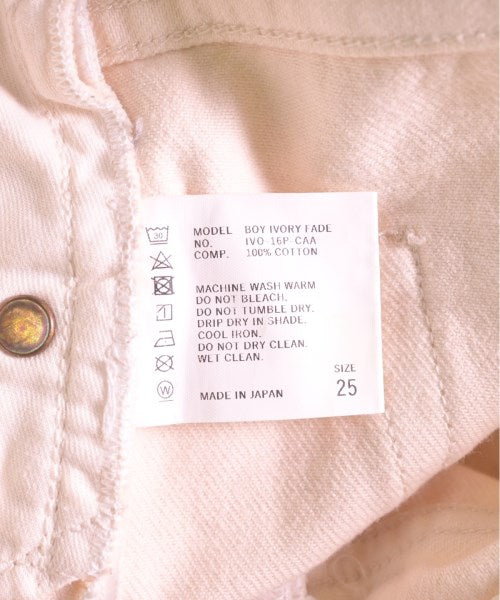 MODEL BOY IVORY FADE
NO. IVO-16P-CAA
COMP. 100% COTTON
30
MACHINE WASH WARM
DO NOT BLEACH.
DO NOT TUMBLE DRY.
DRIP DRY IN SHADE.
COOL IRON.
DO NOT DRY CLEAN.
WET CLEAN.
W
SIZE
MADE IN JAPAN 25